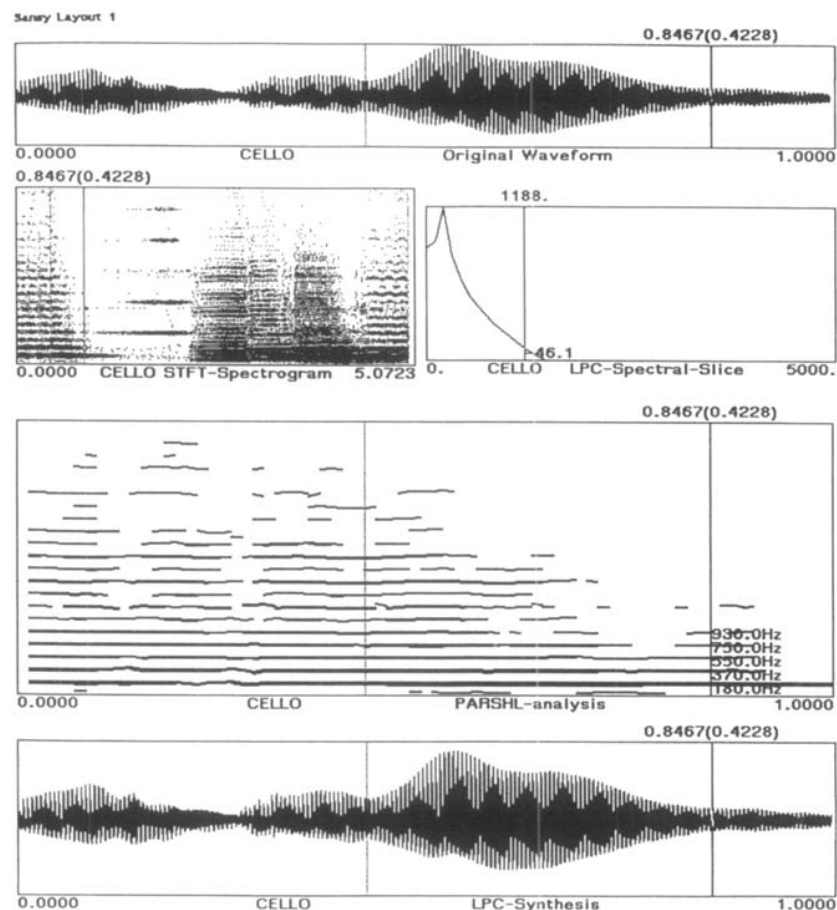 Sansy Layout 1
0.8467(0.4228)
0.0000 CELLO Original Waveform 1.0000
0.8467(0.4228)
1188.
46.1
0.0000 CELLO STFT-Spectrogram 5.0723
0. CELLO LPC-Spectral-Slice 5000.
0.8467(0.4228)
930.0Hz
750.0Hz
550.0Hz
370.0Hz
180.0Hz
0.0000 CELLO PARSHL-analysis 1.0000
0.8467(0.4228)
0.0000 CELLO LPC-Synthesis 1.0000